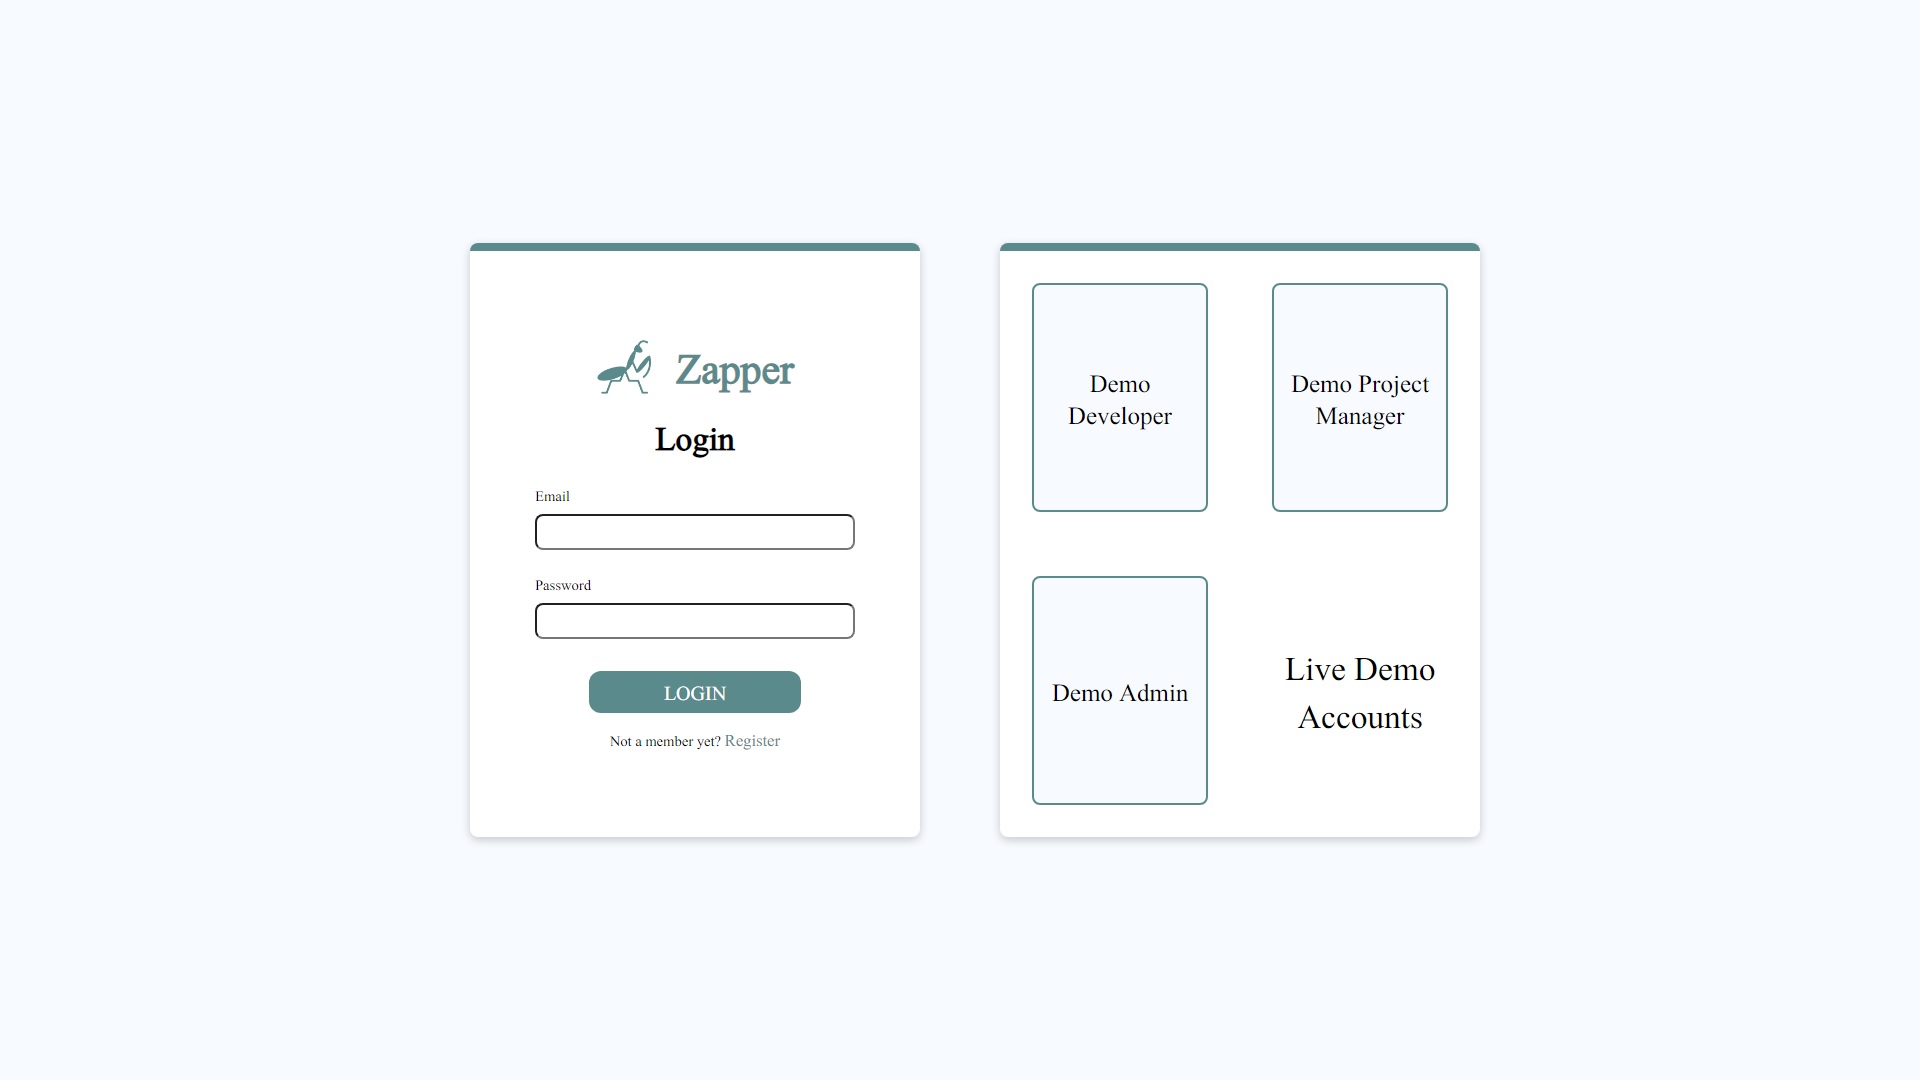 Zapper
Login
Email
Password
LOGIN
Not a member yet? Register
Demo
Developer
Demo Project
Manager
Demo Admin
Live Demo
Accounts